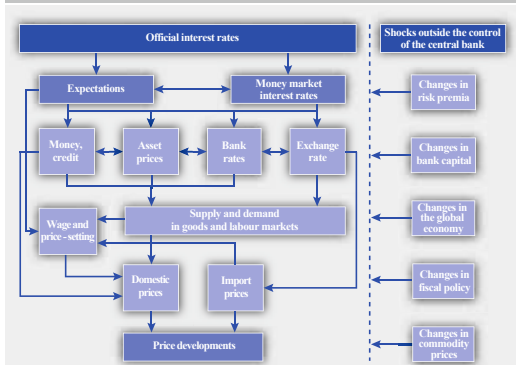 Official interest rates
Shocks outside the control
of the central bank
Expectations
Money market
interest rates
Changes in
risk premia
Money,
credit
Asset
prices
Bank
rates
Exchange
rate
Changes in
bank capital
Supply and demand
in goods and labour markets
Wage and
price-setting
Changes in
the global
economy
Domestic
prices
Import
prices
Changes in
fiscal policy
Price developments
Changes in
commodity
prices